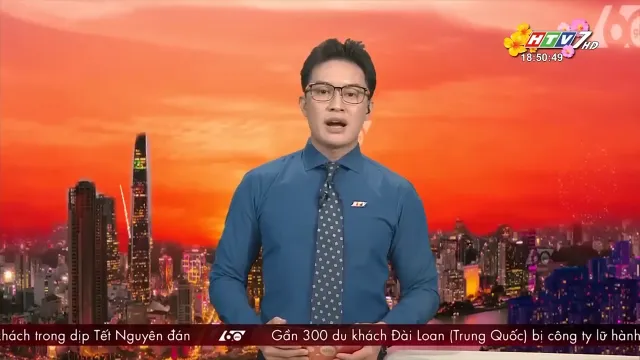 HTV7 HD
18:50:49
HTV
khách trong dịp Tết Nguyên đán 60 Gần 300 du khách Đài Loan (Trung Quốc) bị công ty lữ hành